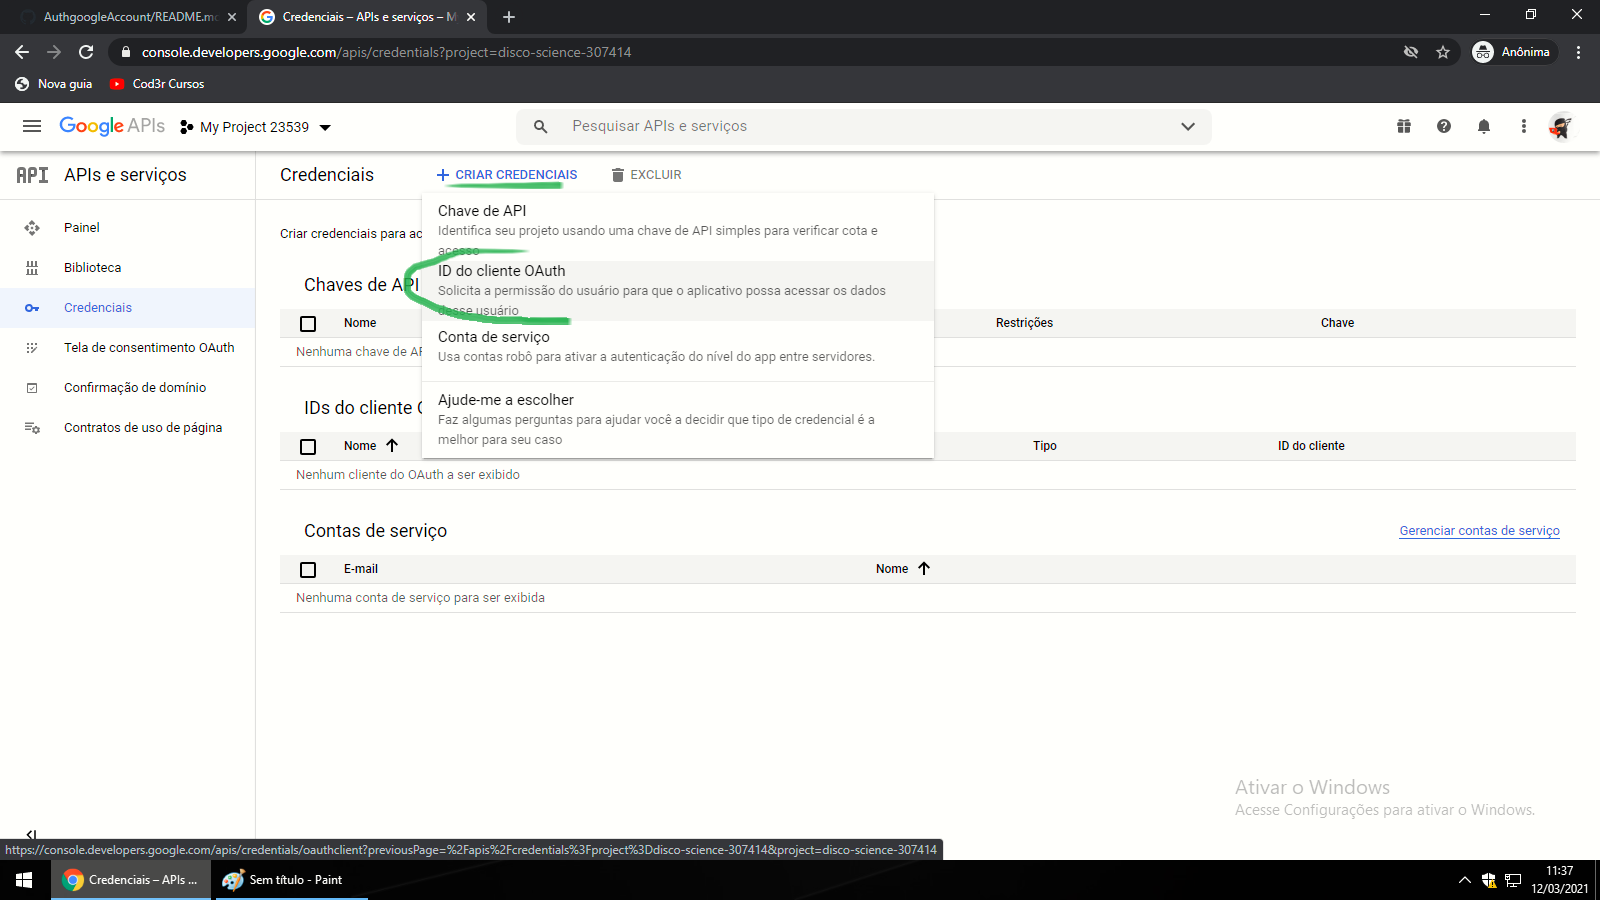 AuthgoogleAccount/README.md
Credenciais – APIs e serviços – M
console.developers.google.com/apis/credentials?project=disco-science-307414
Anônima
Nova guia
Cod3r Cursos
Google APIs
My Project 23539
Pesquisar APIs e serviços
API
APIs e serviços
Credenciais
CRIAR CREDENCIAIS
EXCLUIR
Painel
Biblioteca
Credenciais
Tela de consentimento OAuth
Confirmação de domínio
Contratos de uso de página
Criar credenciais para ac
Chave de API
Identifica seu projeto usando uma chave de API simples para verificar cota e
acesso
ID do cliente OAuth
Solicita a permissão do usuário para que o aplicativo possa acessar os dados
desse usuário
Conta de serviço
Usa contas robô para ativar a autenticação do nível do app entre servidores.
Ajude-me a escolher
Faz algumas perguntas para ajudar você a decidir que tipo de credencial é a
melhor para seu caso
Chaves de API
Nome
Restrições
Chave
Nenhuma chave de AP
IDs do cliente O
Nome
Tipo
ID do cliente
Nenhum cliente do OAuth a ser exibido
Contas de serviço
Gerenciar contas de serviço
E-mail
Nome
Nenhuma conta de serviço para ser exibida
Ativar o Windows
Acesse Configurações para ativar o Windows.
https://console.developers.google.com/apis/credentials/oauthclient?previousPage=%2Fapis%2Fcredentials%3Fproject%3Ddisco-science-307414&project=disco-science-307414
Credenciais – APIs ...
Sem título - Paint
11:37
12/03/2021